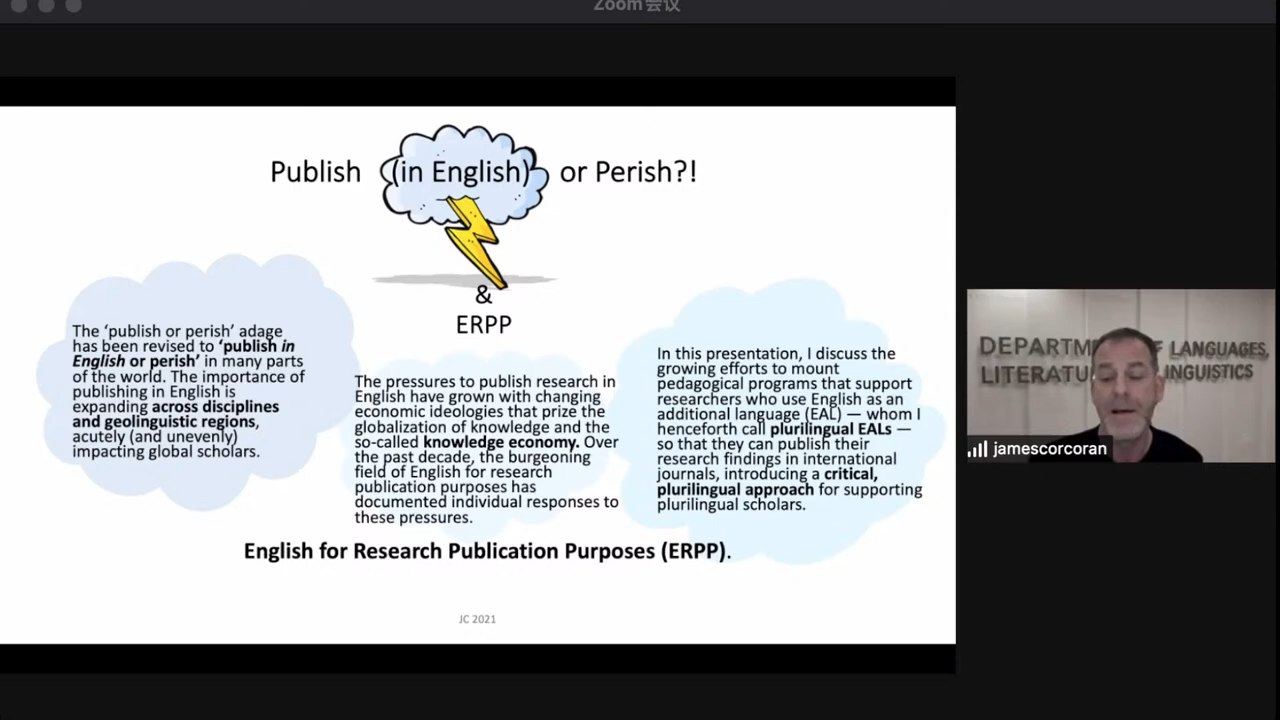 Zoom会议
Publish (in English) or Perish?!
&
ERPP
The ‘publish or perish’ adage
has been revised to ‘publish in
English or perish’ in many parts
of the world. The importance of
publishing in English is
expanding across disciplines
and geolinguistic regions,
acutely (and unevenly)
impacting global scholars.
The pressures to publish research in
English have grown with changing
economic ideologies that prize the
globalization of knowledge and the
so-called knowledge economy. Over
the past decade, the burgeoning
field of English for research
publication purposes has
documented individual responses to
these pressures.
In this presentation, I discuss the
growing efforts to mount
pedagogical programs that support
researchers who use English as an
additional language (EAL) — whom I
henceforth call plurilingual EALs —
so that they can publish their
research findings in international
journals, introducing a critical,
plurilingual approach for supporting
plurilingual scholars.
English for Research Publication Purposes (ERPP).
JC 2021
DEPARTM F LANGUAGES,
LITERATU INGUISTICS
jamescorcoran